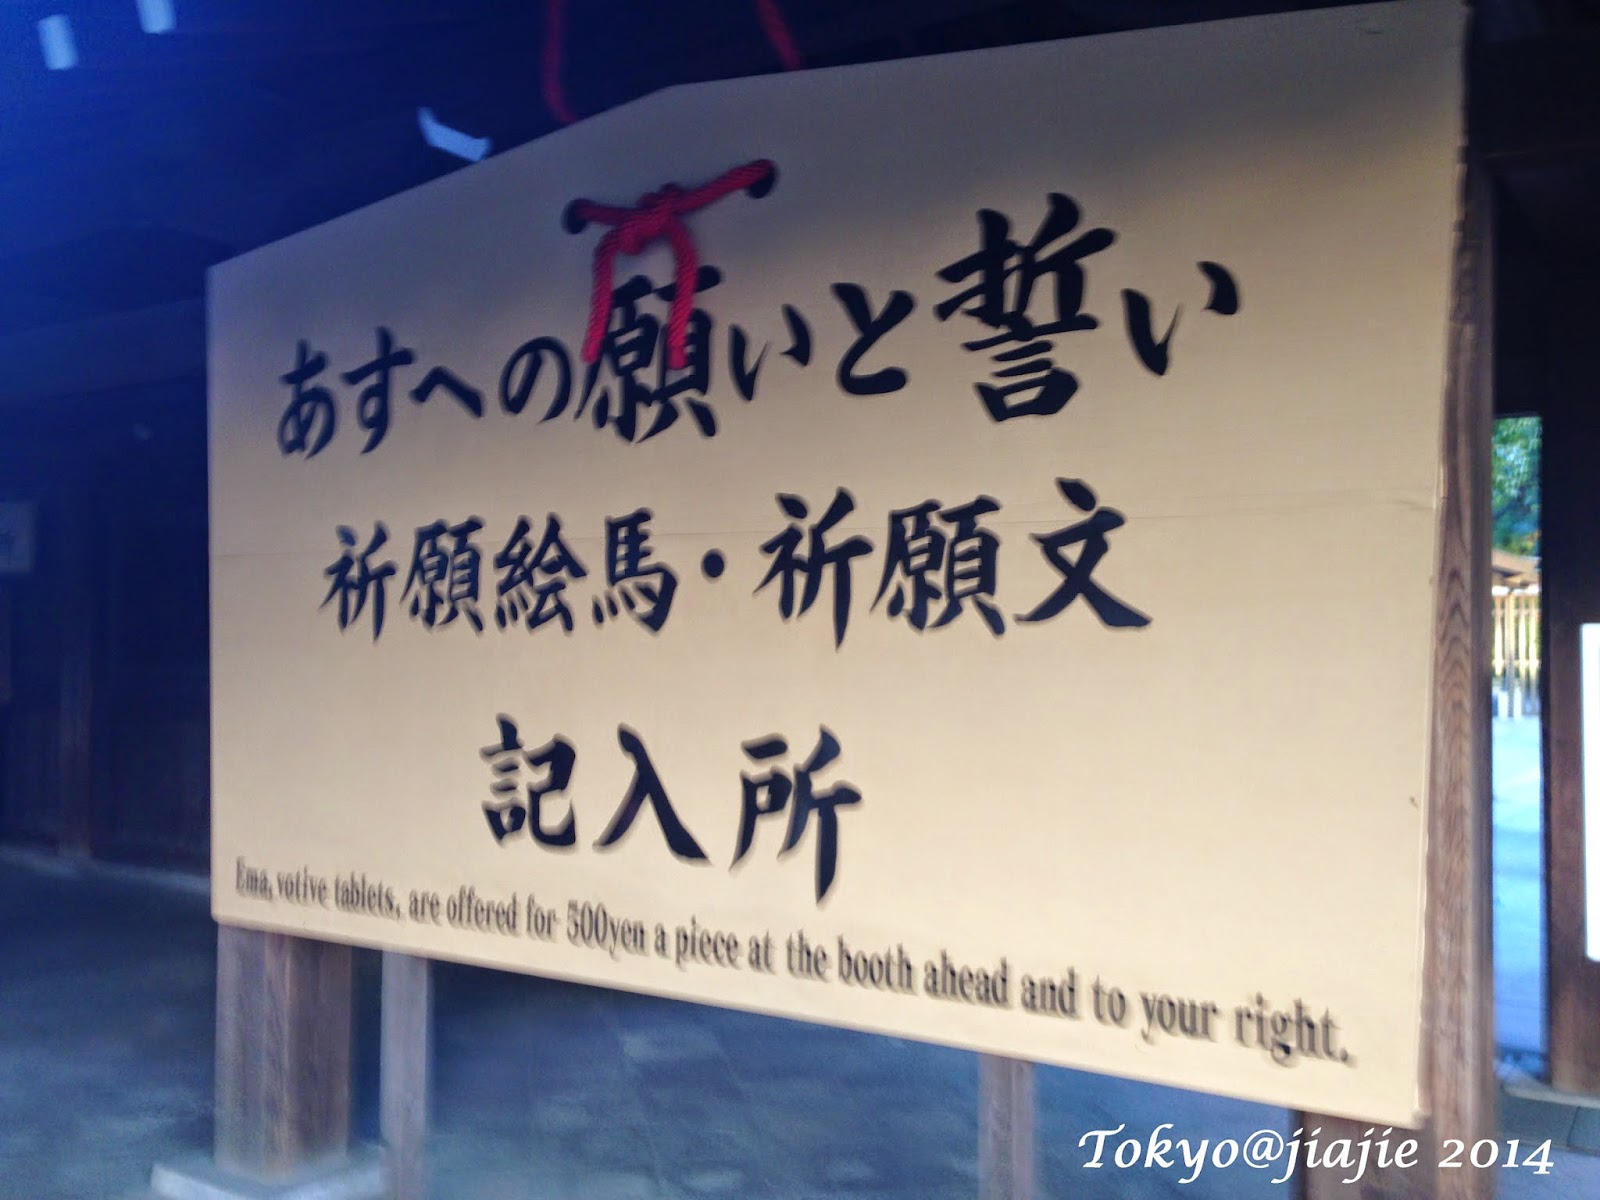 あすへの願いと誓い
祈願絵馬・祈願文
記入所
Ema, votive tablets, are offered for 500yen a piece at the booth ahead and to your right.
Tokyo@jiajie 2014